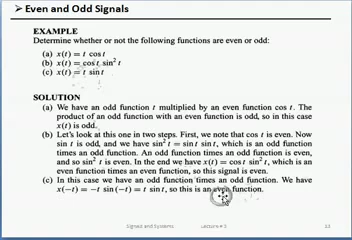 ➢ Even and Odd Signals
EXAMPLE
Determine whether or not the following functions are even or odd:
(a) x(t) = t cos t
(b) x(t) = cos t sin² t
(c) x(t) = t sin t
SOLUTION
(a) We have an odd function t multiplied by an even function cos t. The
product of an odd function with an even function is odd, so in this case
x(t) is odd.
(b) Let's look at this one in two steps. First, we note that cos t is even. Now
sin t is odd, and we have sin² t = sin t sin t, which is an odd function
times an odd function. An odd function times an odd function is even,
and so sin² t is even. In the end we have x(t) = cos t sin² t, which is an
even function times an even function, so this signal is even.
(c) In this case we have an odd function times an odd function. We have
x(−t) = −t sin (−t) = t sin t, so this is an even function.
Signals and Systems Lecture # 3